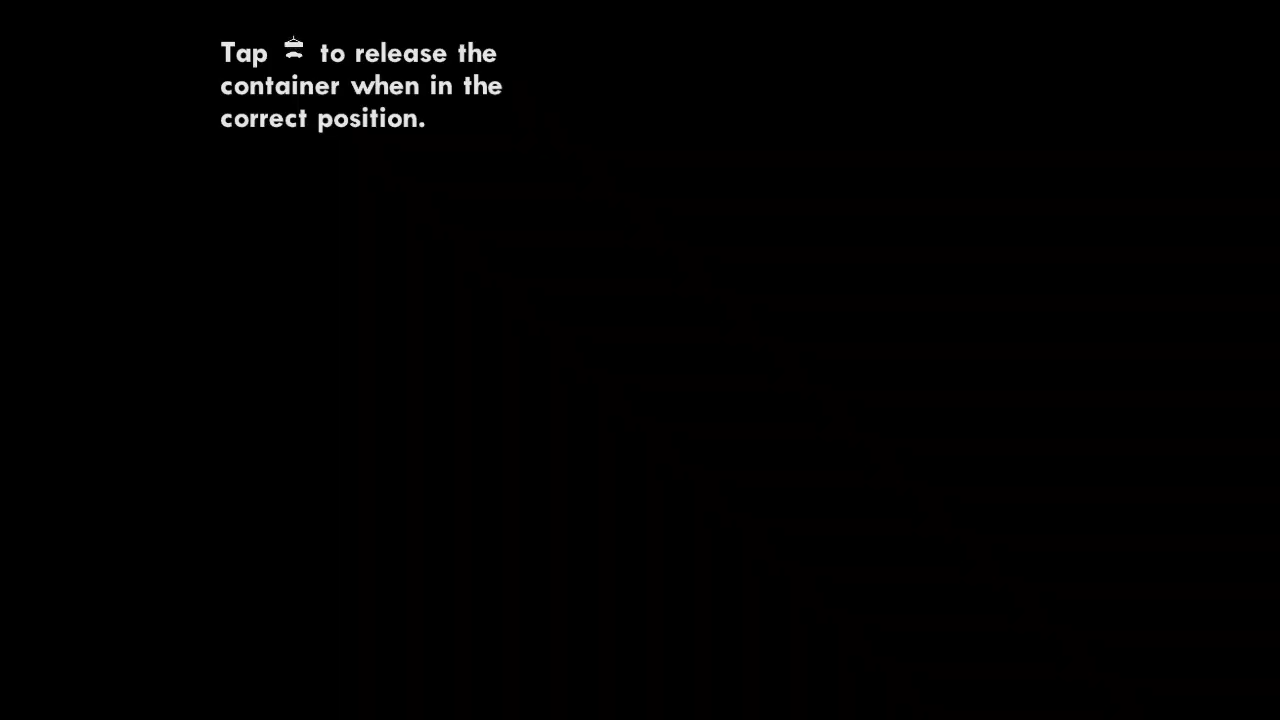 Tap to release the
container when in the
correct position.